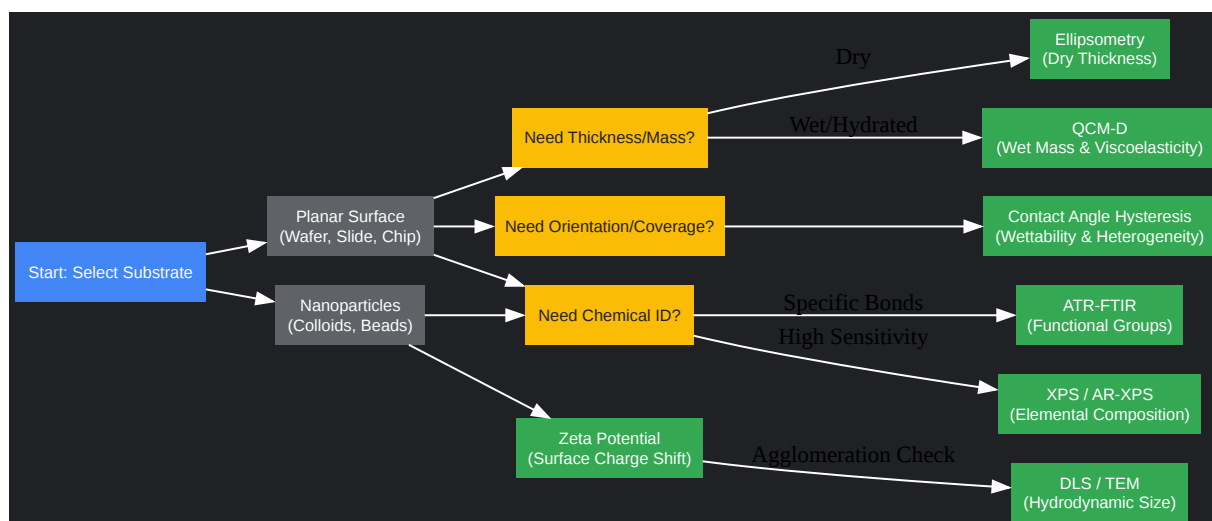 Start: Select Substrate
Planar Surface
(Wafer, Slide, Chip)
Nanoparticles
(Colloids, Beads)
Need Thickness/Mass?
Need Orientation/Coverage?
Need Chemical ID?
Zeta Potential
(Surface Charge Shift)
Dry
Wet/Hydrated
Specific Bonds
High Sensitivity
Agglomeration Check
Ellipsometry
(Dry Thickness)
QCM-D
(Wet Mass & Viscoelasticity)
Contact Angle Hysteresis
(Wettability & Heterogeneity)
ATR-FTIR
(Functional Groups)
XPS / AR-XPS
(Elemental Composition)
DLS / TEM
(Hydrodynamic Size)